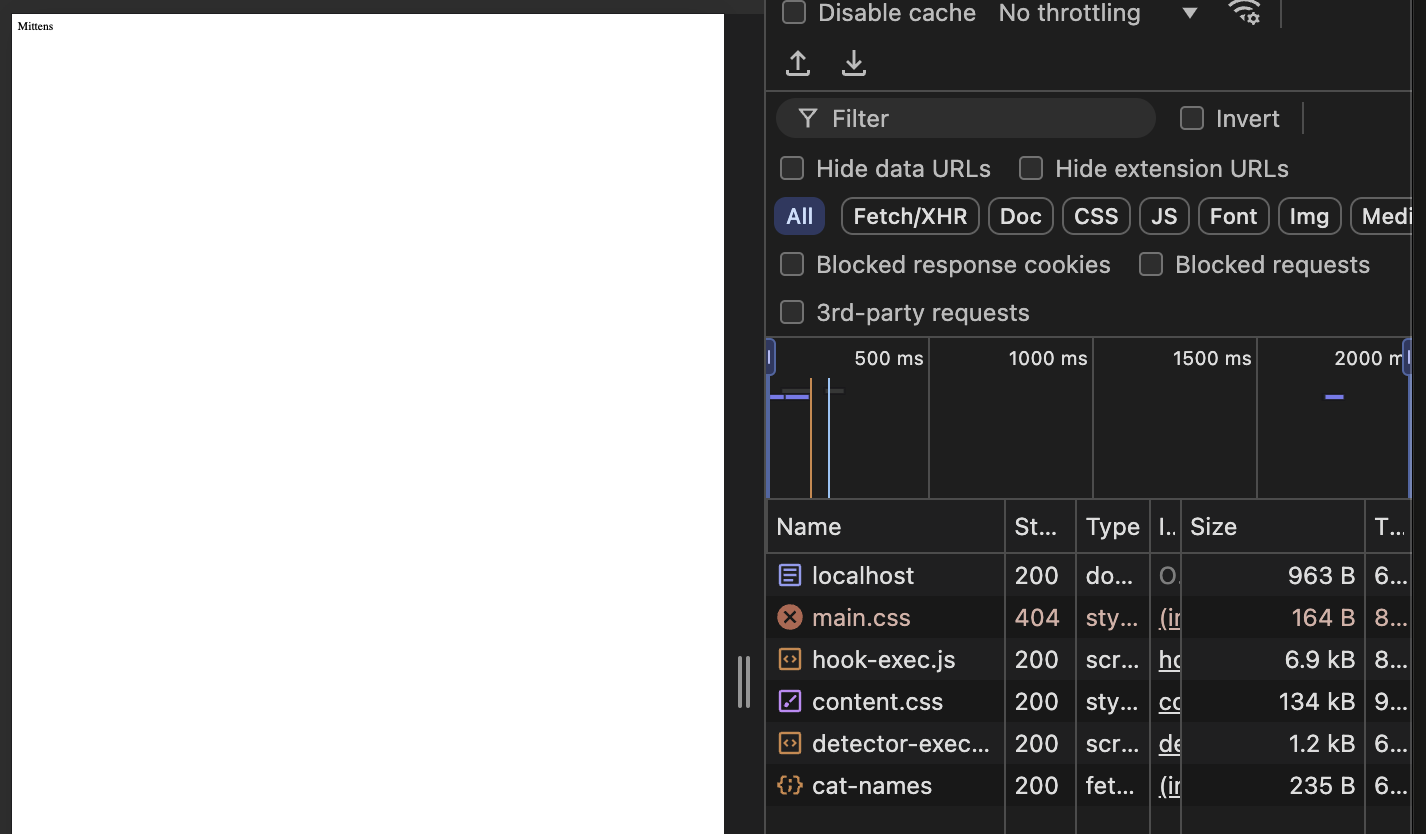 Mittens
Disable cache No throttling
Filter Invert
Hide data URLs Hide extension URLs
All Fetch/XHR Doc CSS JS Font Img Medi
Blocked response cookies Blocked requests
3rd-party requests
500 ms 1000 ms 1500 ms 2000 m
Name St... Type I.. Size T...
localhost 200 do... O. 963 B 6...
main.css 404 sty... (in 164 B 8...
hook-exec.js 200 scr... ho 6.9 kB 8...
content.css 200 sty... co 134 kB 9...
detector-exec... 200 scr... de 1.2 kB 6...
cat-names 200 fet... (in 235 B 6...